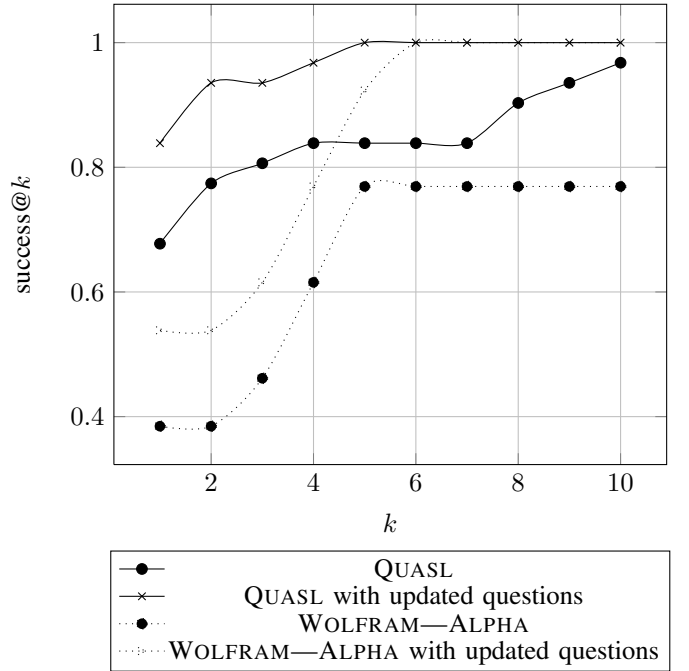 1
0.8
0.6
0.4
success@k
2 4 6 8 10
k
QUASL
QUASL with updated questions
WOLFRAM—ALPHA
WOLFRAM—ALPHA with updated questions